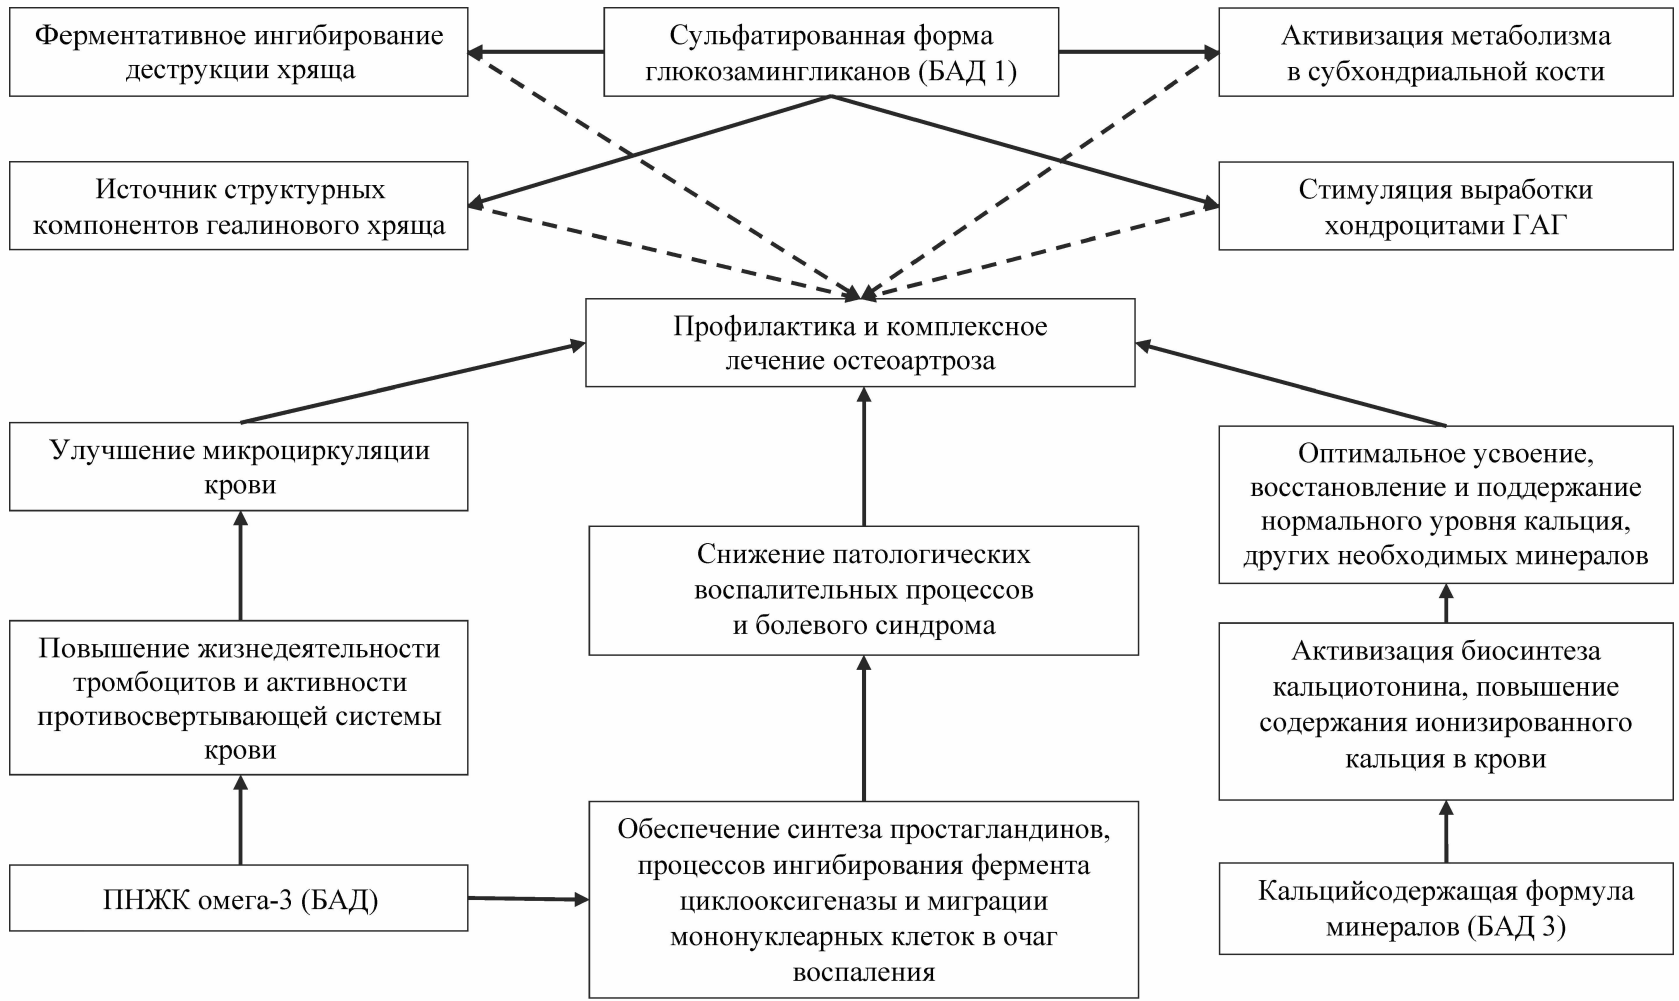 Ферментативное ингибирование
деструкции хряща
Сульфатированная форма
глюкозамингликанов (БАД 1)
Активизация метаболизма
в субхондриальной кости
Источник структурных
компонентов геалинового хряща
Стимуляция выработки
хондроцитами ГАГ
Профилактика и комплексное
лечение остеоартроза
Улучшение микроциркуляции
крови
Снижение патологических
воспалительных процессов
и болевого синдрома
Оптимальное усвоение,
восстановление и поддержание
нормального уровня кальция,
других необходимых минералов
Повышение жизнедеятельности
тромбоцитов и активности
противосвертывающей системы
крови
Активизация биосинтеза
кальциотонина, повышение
содержания ионизированного
кальция в крови
ПНЖК омега-3 (БАД)
Обеспечение синтеза простагландинов,
процессов ингибирования фермента
циклооксигеназы и миграции
мононуклеарных клеток в очаг
воспаления
Кальцийсодержащая формула
минералов (БАД 3)